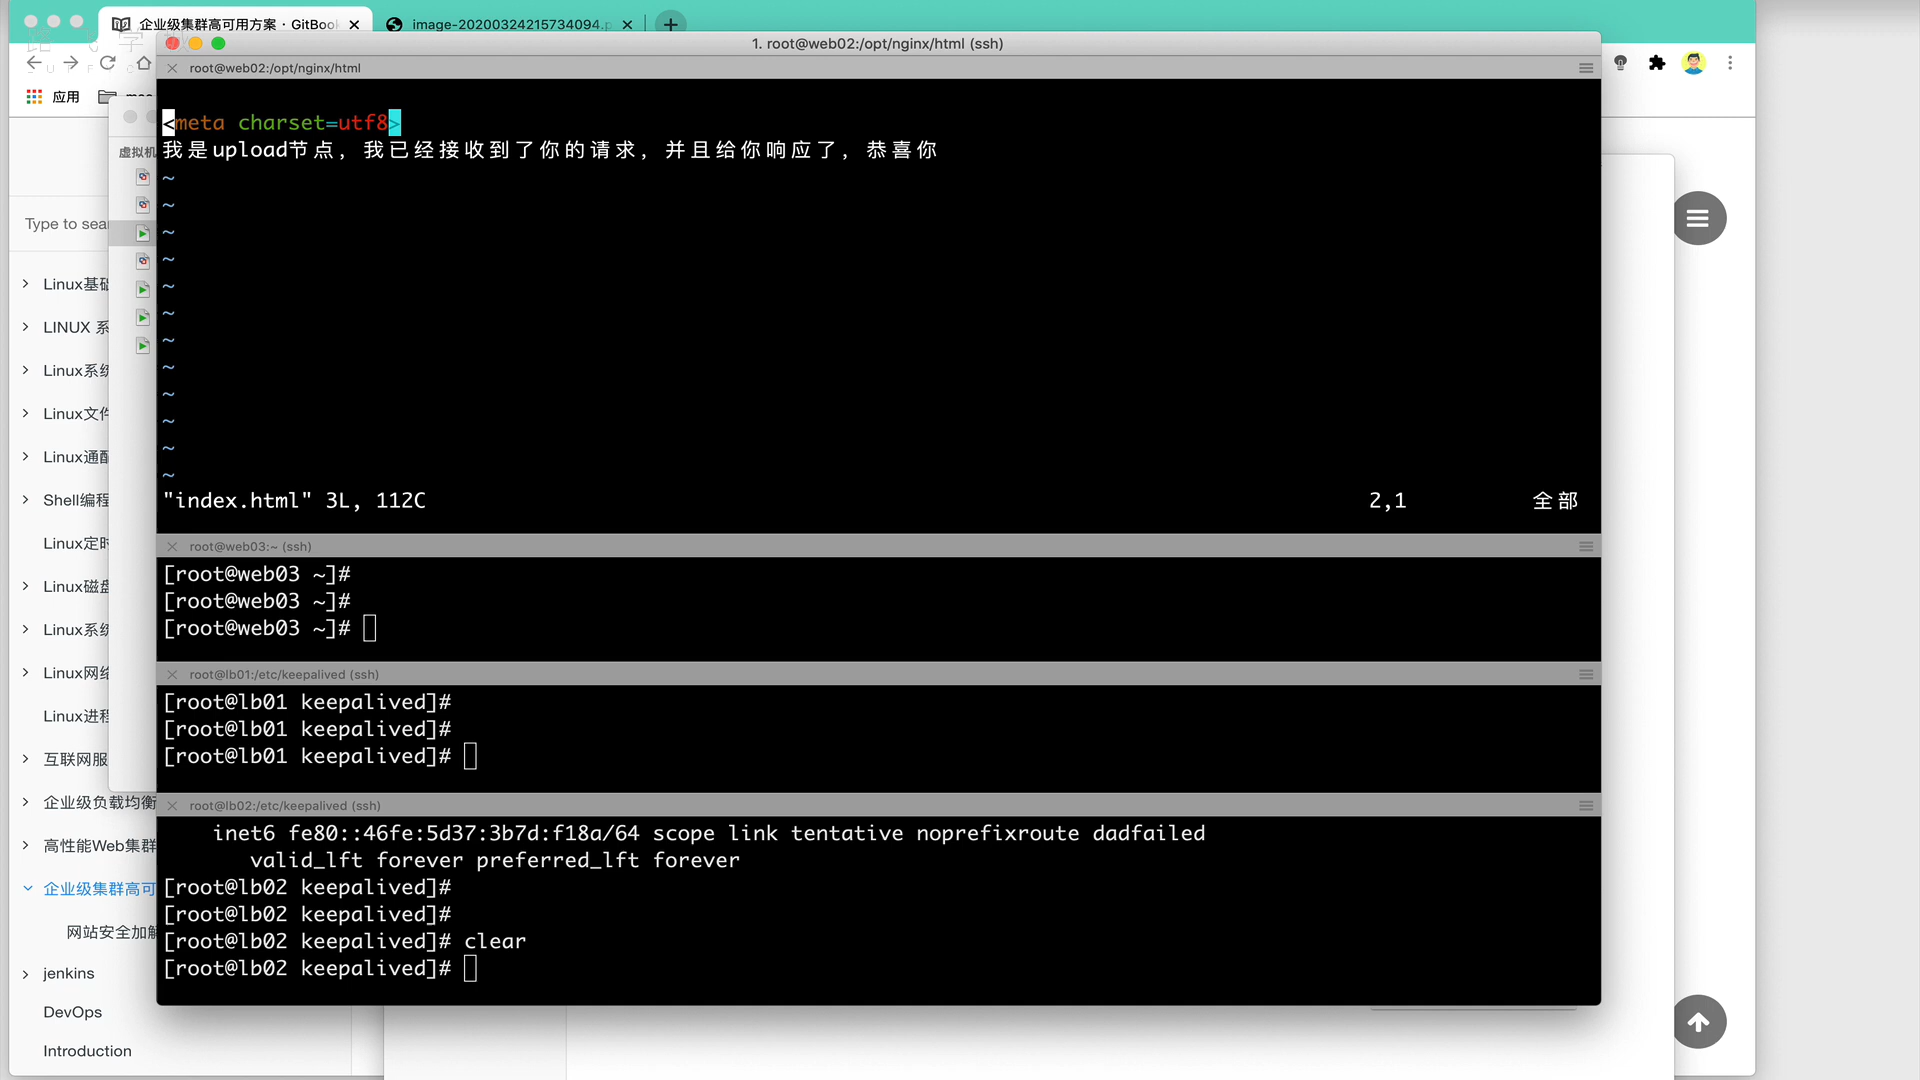 企业级集群高可用方案 · GitBook
image-20200324215734094.p
1. root@web02:/opt/nginx/html (ssh)
root@web02:/opt/nginx/html
应用
虚拟机
<meta charset=utf8>
我是upload节点，我已经接收到了你的请求，并且给你响应了，恭喜你
~
~
~
~
~
~
~
~
~
~
~
~
"index.html" 3L, 112C
2,1
全部
root@web03:~ (ssh)
[root@web03 ~]#
[root@web03 ~]#
[root@web03 ~]#
root@lb01:/etc/keepalived (ssh)
[root@lb01 keepalived]#
[root@lb01 keepalived]#
[root@lb01 keepalived]#
root@lb02:/etc/keepalived (ssh)
inet6 fe80::46fe:5d37:3b7d:f18a/64 scope link tentative noprefixroute dadfailed
valid_lft forever preferred_lft forever
[root@lb02 keepalived]#
[root@lb02 keepalived]#
[root@lb02 keepalived]# clear
[root@lb02 keepalived]#
Type to sea
Linux基础
LINUX 系
Linux系统
Linux文件
Linux通配
Shell编程
Linux定时
Linux磁盘
Linux系统
Linux网络
Linux进程
互联网服
企业级负载均衡
高性能Web集群
企业级集群高可
网站安全加解
jenkins
DevOps
Introduction